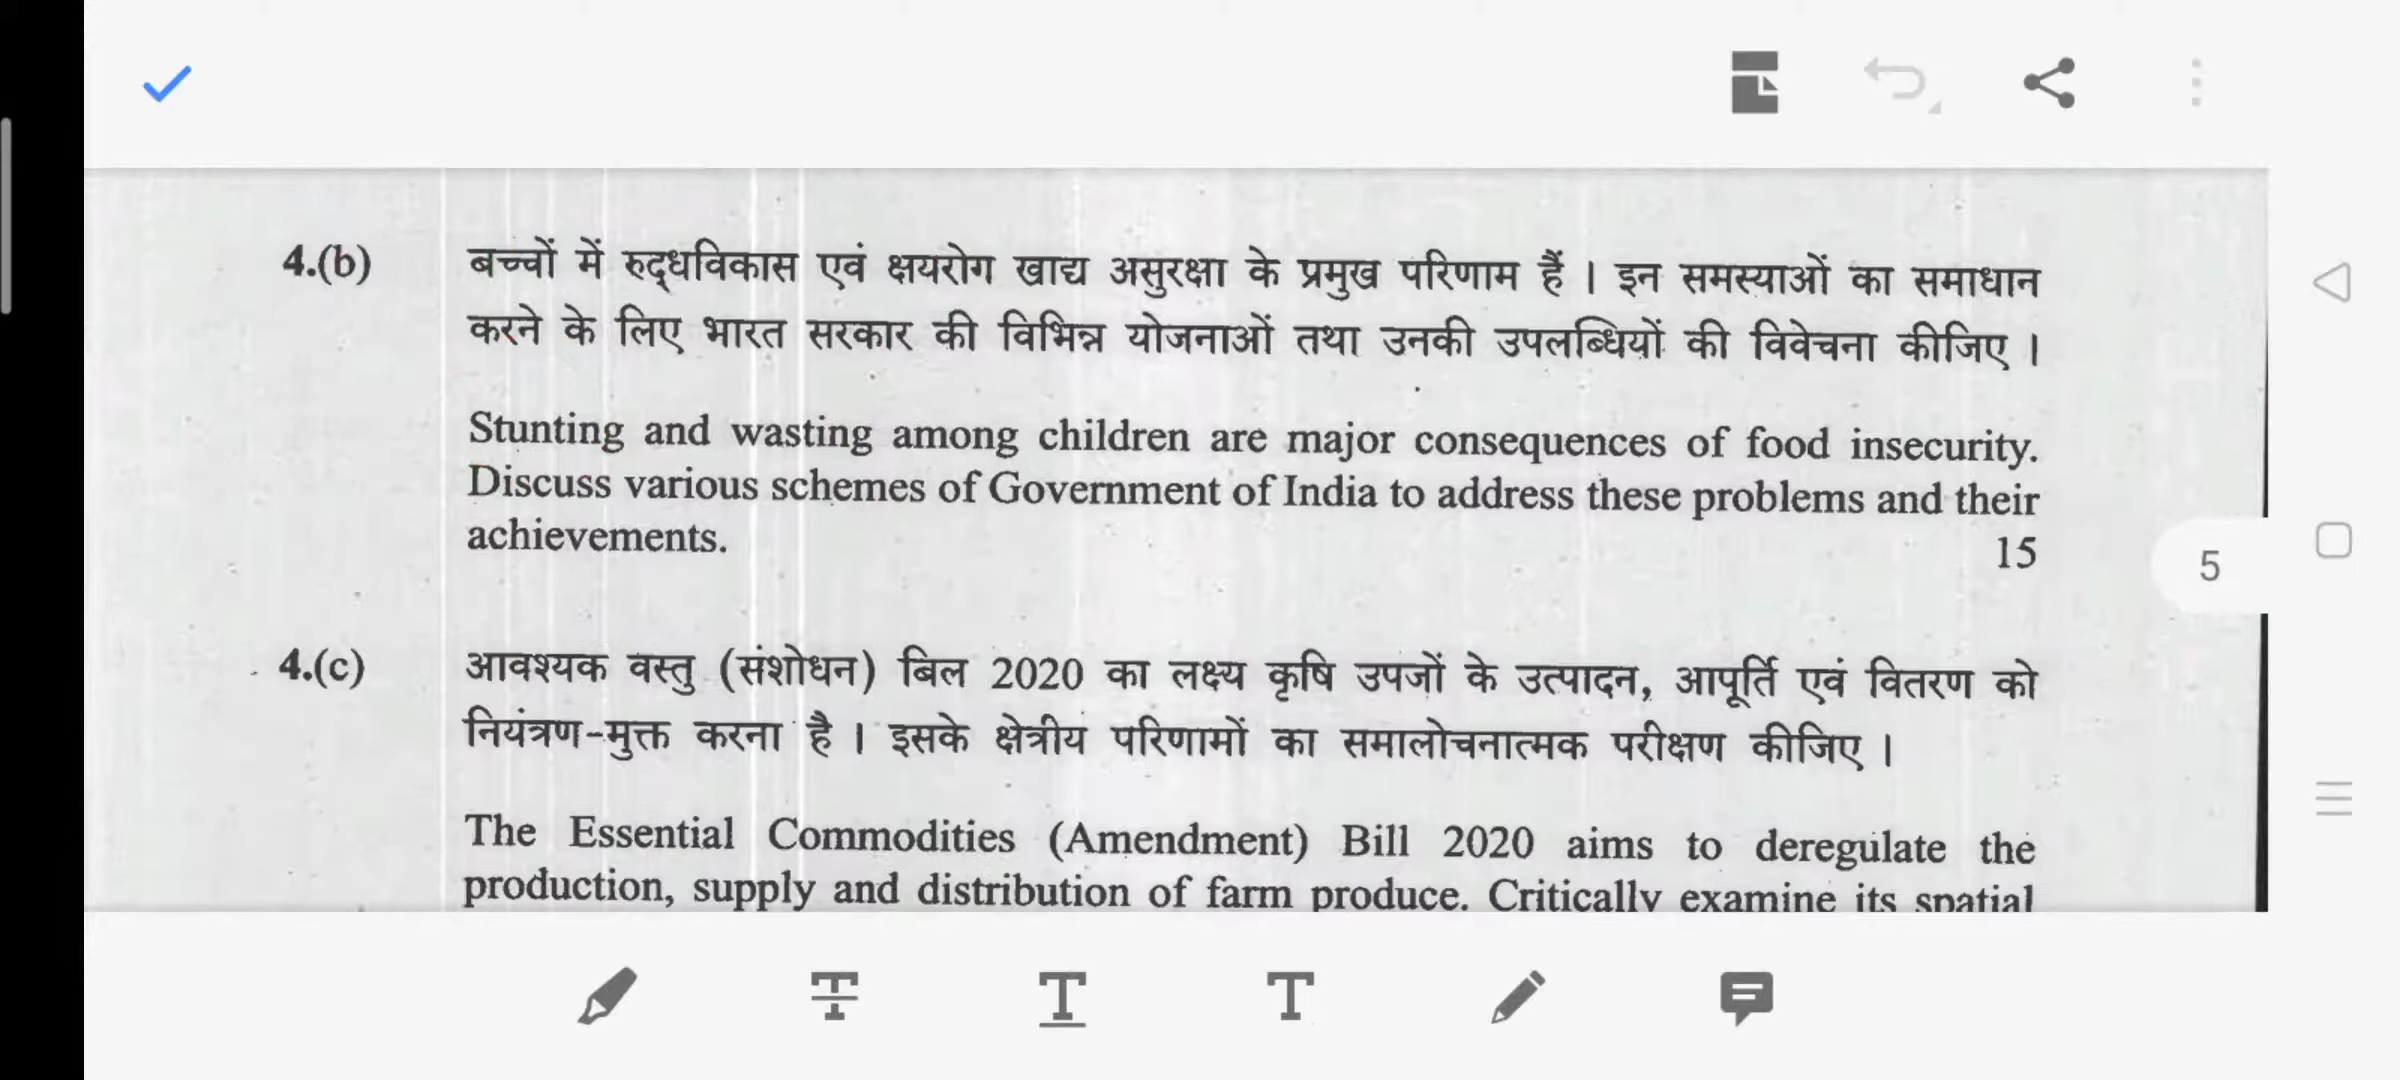 4.(b) बच्चों में रुद्धविकास एवं क्षयरोग खाद्य असुरक्षा के प्रमुख परिणाम हैं । इन समस्याओं का समाधान
करने के लिए भारत सरकार की विभिन्न योजनाओं तथा उनकी उपलब्धियों की विवेचना कीजिए ।
Stunting and wasting among children are major consequences of food insecurity.
Discuss various schemes of Government of India to address these problems and their
achievements. 15
5
4.(c) आवश्यक वस्तु (संशोधन) बिल 2020 का लक्ष्य कृषि उपजों के उत्पादन, आपूर्ति एवं वितरण को
नियंत्रण-मुक्त करना है । इसके क्षेत्रीय परिणामों का समालोचनात्मक परीक्षण कीजिए ।
The Essential Commodities (Amendment) Bill 2020 aims to deregulate the
production, supply and distribution of farm produce. Critically examine its spatial